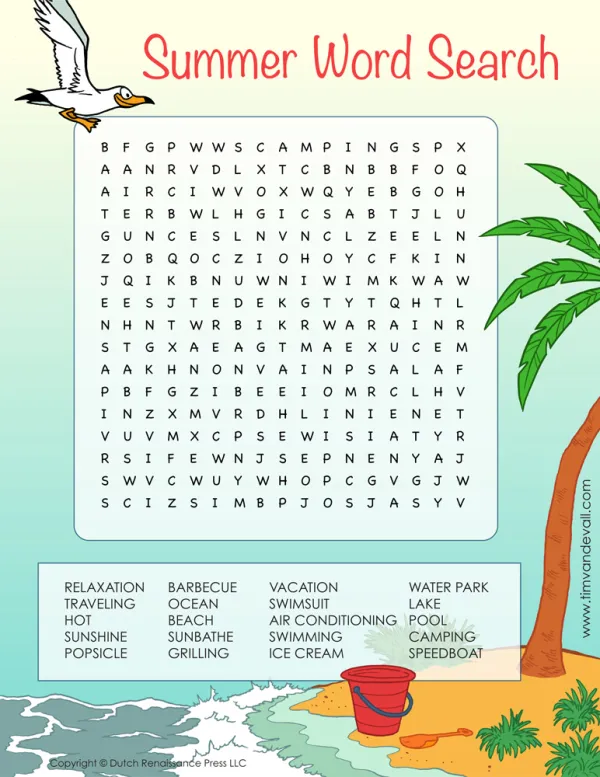 Summer Word Search
B F G P W W S C A M P I N G S P X
A A N R V D L X T C B N B B F O Q
A I R C I W V O X W Q Y E B G O H
T E R B W L H G I C S A B T J L U
G U N C E S L N V N C L Z E E L N
Z O B Q O C Z I O H O Y C F K I N
J Q I K B N U W N I W I M K W A W
E E S J T E D E K G T Y T Q H T L
N H N T W R B I K R W A R A I N R
S T G X A E A G T M A E X U C E M
A A K H N O N V A I N P S A L A F
P B F G Z I B E E I O M R C L H V
I N Z X M V R D H L I N I E N E T
V U V M X C P S E W I S I A T Y R
R S I F E W N J S E P N E N Y A J
S W V C W U Y W H O P C G V G J W
S C I Z S I M B P J O S J A S Y V
RELAXATION BARBECUE VACATION WATER PARK
TRAVELING OCEAN SWIMSUIT LAKE
HOT BEACH AIR CONDITIONING POOL
SUNSHINE SUNBATHE SWIMMING CAMPING
POPSICLE GRILLING ICE CREAM SPEEDBOAT
www.timvandevall.com
Copyright © Dutch Renaissance Press LLC